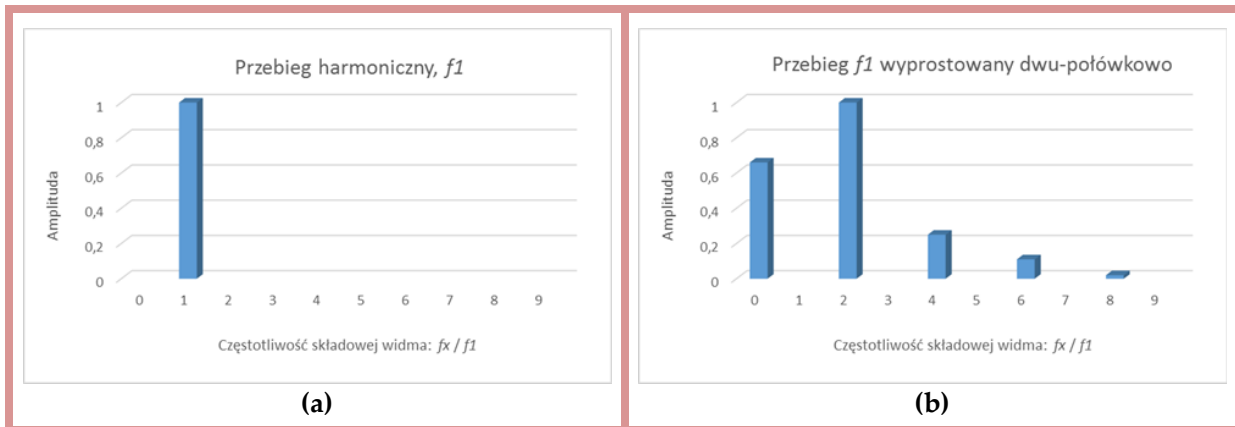 Przebieg harmoniczny, f1
1
0,8
0,6
0,4
0,2
0
Amplituda
0 1 2 3 4 5 6 7 8 9
Częstotliwość składowej widma: fx / f1
(a)
Przebieg f1 wyprostowany dwu-połówkowo
1
0,8
0,6
0,4
0,2
0
Amplituda
0 1 2 3 4 5 6 7 8 9
Częstotliwość składowej widma: fx / f1
(b)